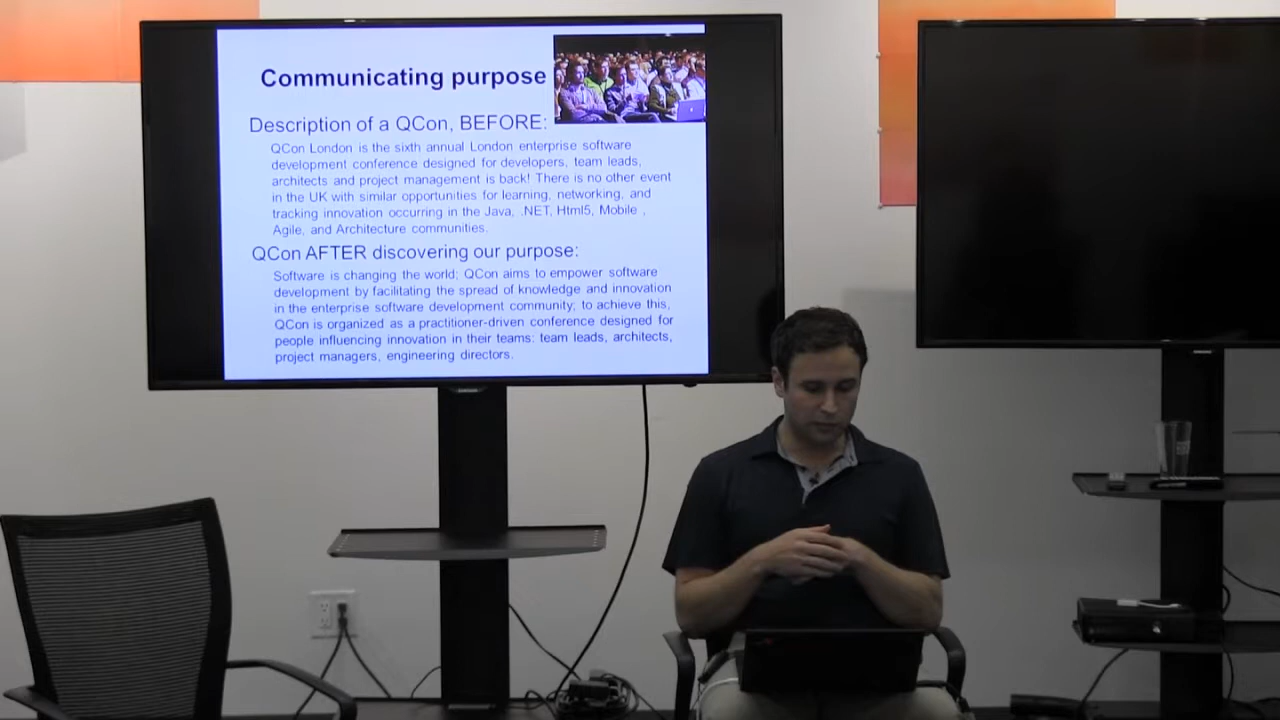 Communicating purpose
Description of a QCon, BEFORE:
QCon London is the sixth annual London enterprise software
development conference designed for developers, team leads,
architects and project management is back! There is no other event
in the UK with similar opportunities for learning, networking, and
tracking innovation occurring in the Java, .NET, Html5, Mobile ,
Agile, and Architecture communities.
QCon AFTER discovering our purpose:
Software is changing the world; QCon aims to empower software
development by facilitating the spread of knowledge and innovation
in the enterprise software development community; to achieve this,
QCon is organized as a practitioner-driven conference designed for
people influencing innovation in their teams: team leads, architects,
project managers, engineering directors.